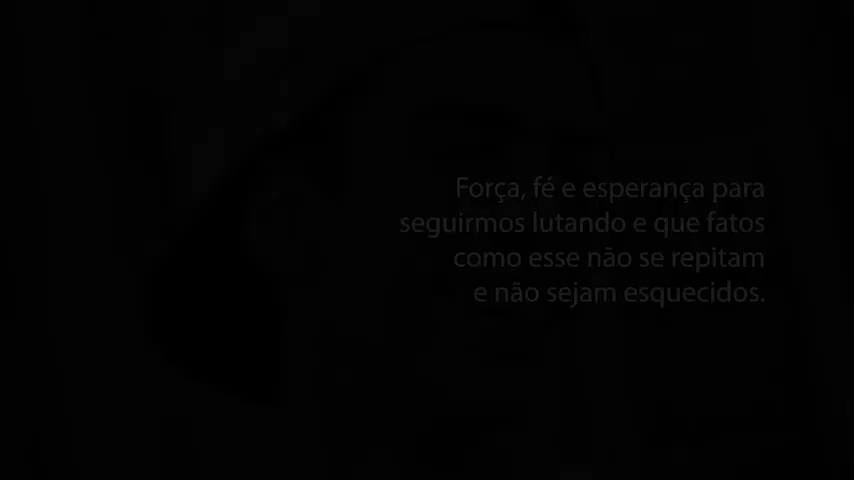 Força, fé e esperança para
seguirmos lutando e que fatos
como esse não se repitam
e não sejam esquecidos.